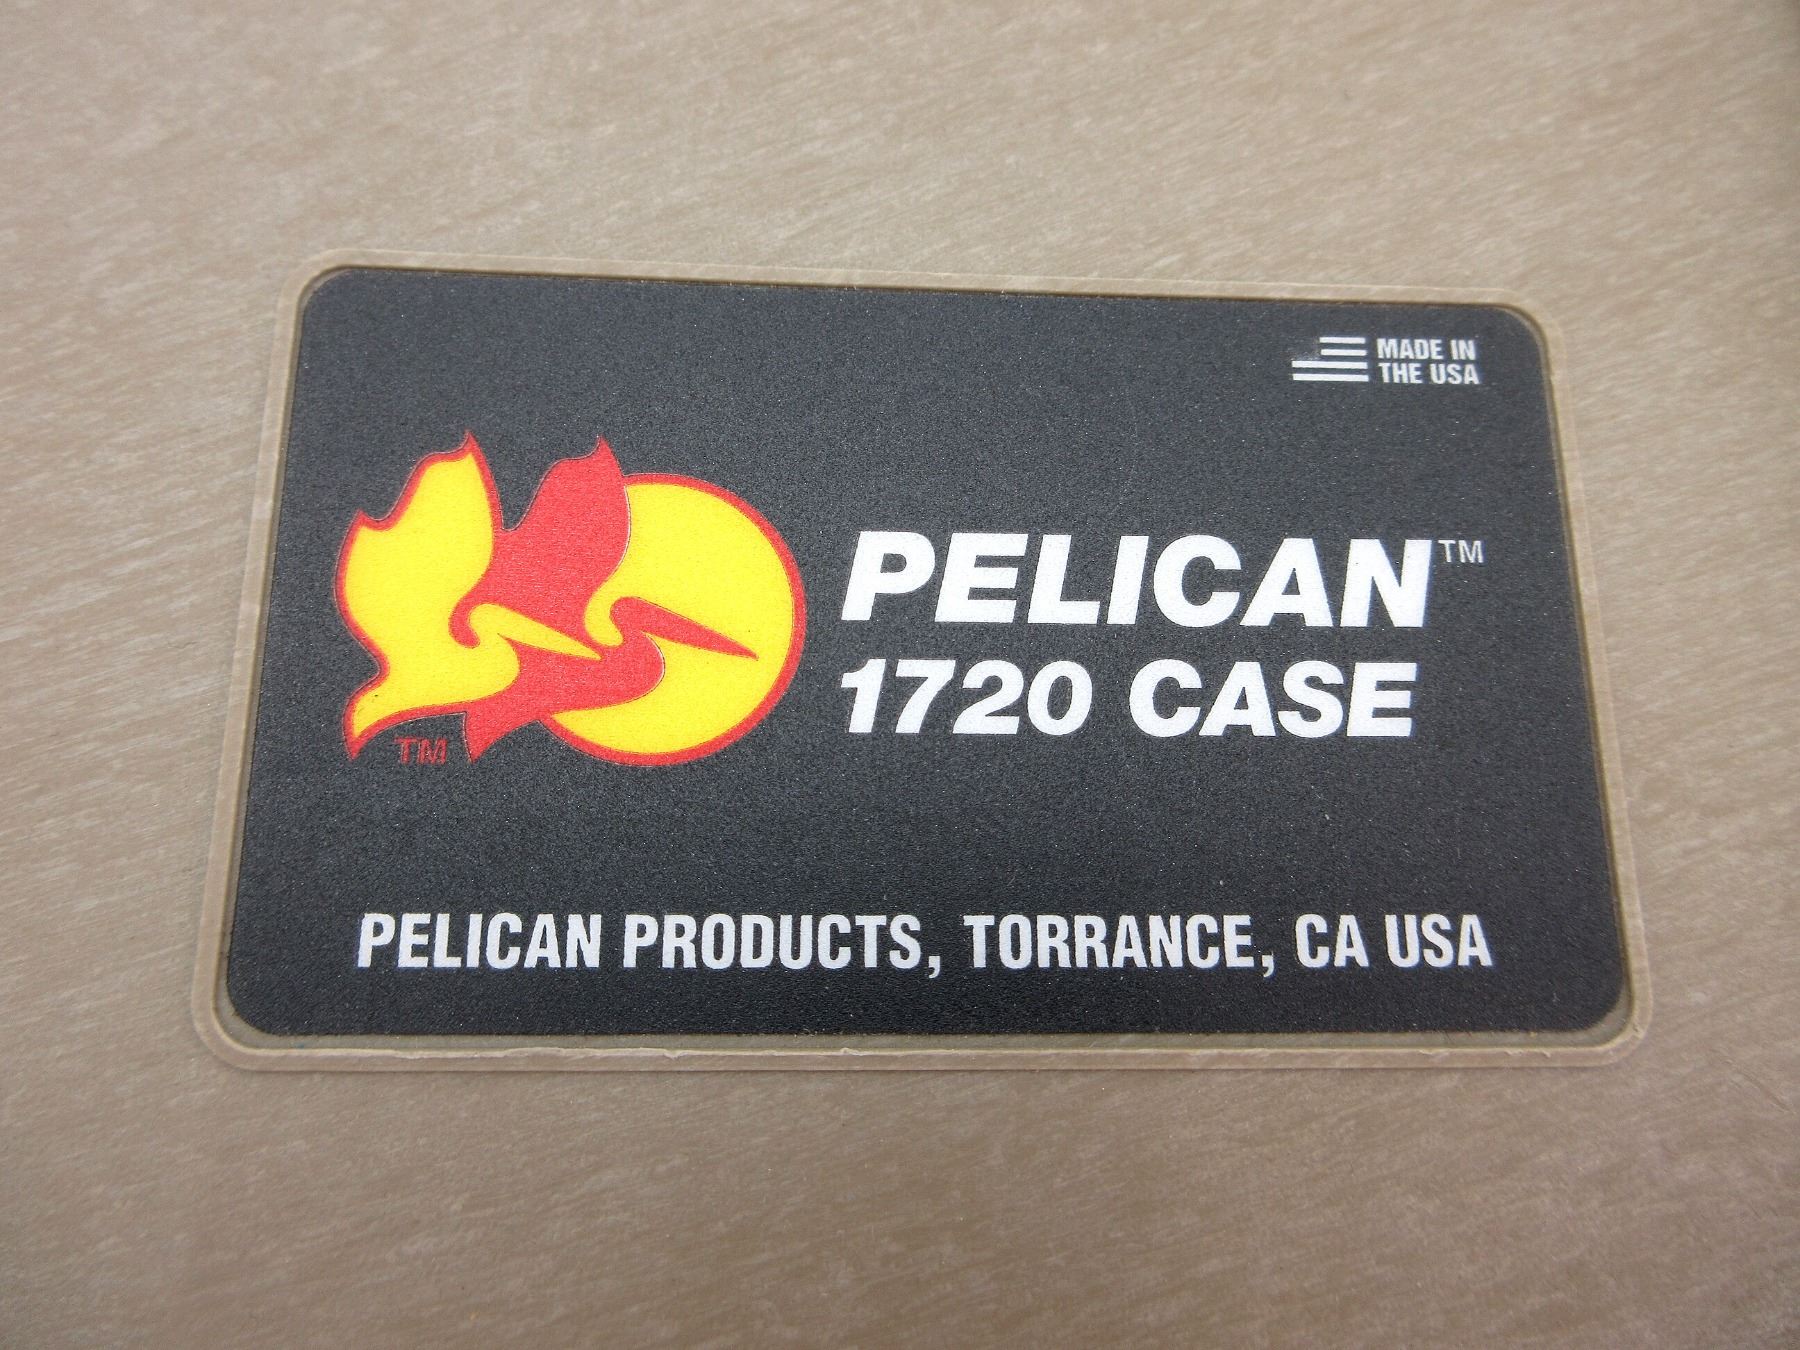 MADE IN
THE USA
PELICAN™
1720 CASE
TM
PELICAN PRODUCTS, TORRANCE, CA USA